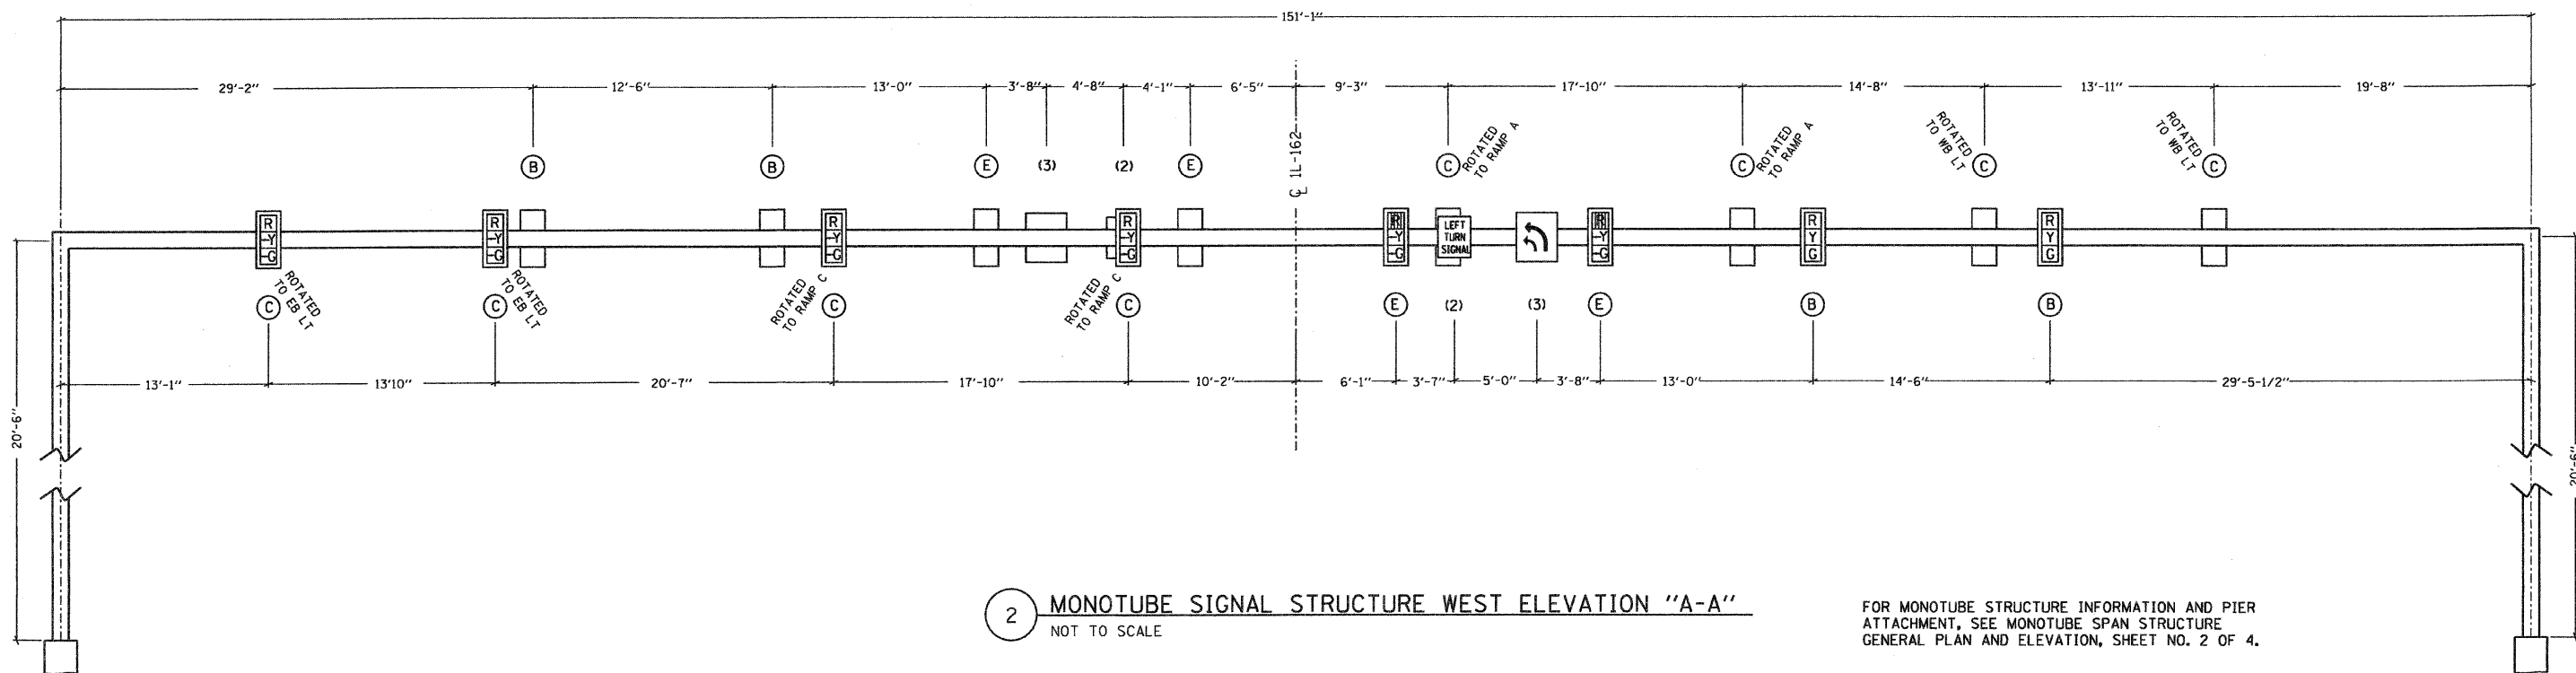 151'-1"
29'-2" 12'-6" 13'-0" 3'-8" 4'-8" 4'-1" 6'-5" 9'-3" 17'-10" 14'-8" 13'-11" 19'-8"
B B E (3) (2) E
℄ IL-162
C ROTATED
TO RAMP A
C ROTATED
TO RAMP A
ROTATED
TO WB LT
C
ROTATED
TO WB LT
C
R
Y
G
R
Y
G
R
Y
G
R
Y
G
R
Y
G
LEFT
TURN
SIGNAL
R
Y
G
R
Y
G
R
Y
G
C
ROTATED
TO EB LT
C
ROTATED
TO EB LT
ROTATED
TO RAMP C
C
ROTATED
TO RAMP C
C
E (2) (3) E B B
13'-1" 13'10" 20'-7" 17'-10" 10'-2" 6'-1" 3'-7" 5'-0" 3'-8" 13'-0" 14'-6" 29'-5-1/2"
20'-6"
20'-6"
2 MONOTUBE SIGNAL STRUCTURE WEST ELEVATION "A-A"
NOT TO SCALE
FOR MONOTUBE STRUCTURE INFORMATION AND PIER
ATTACHMENT, SEE MONOTUBE SPAN STRUCTURE
GENERAL PLAN AND ELEVATION, SHEET NO. 2 OF 4.